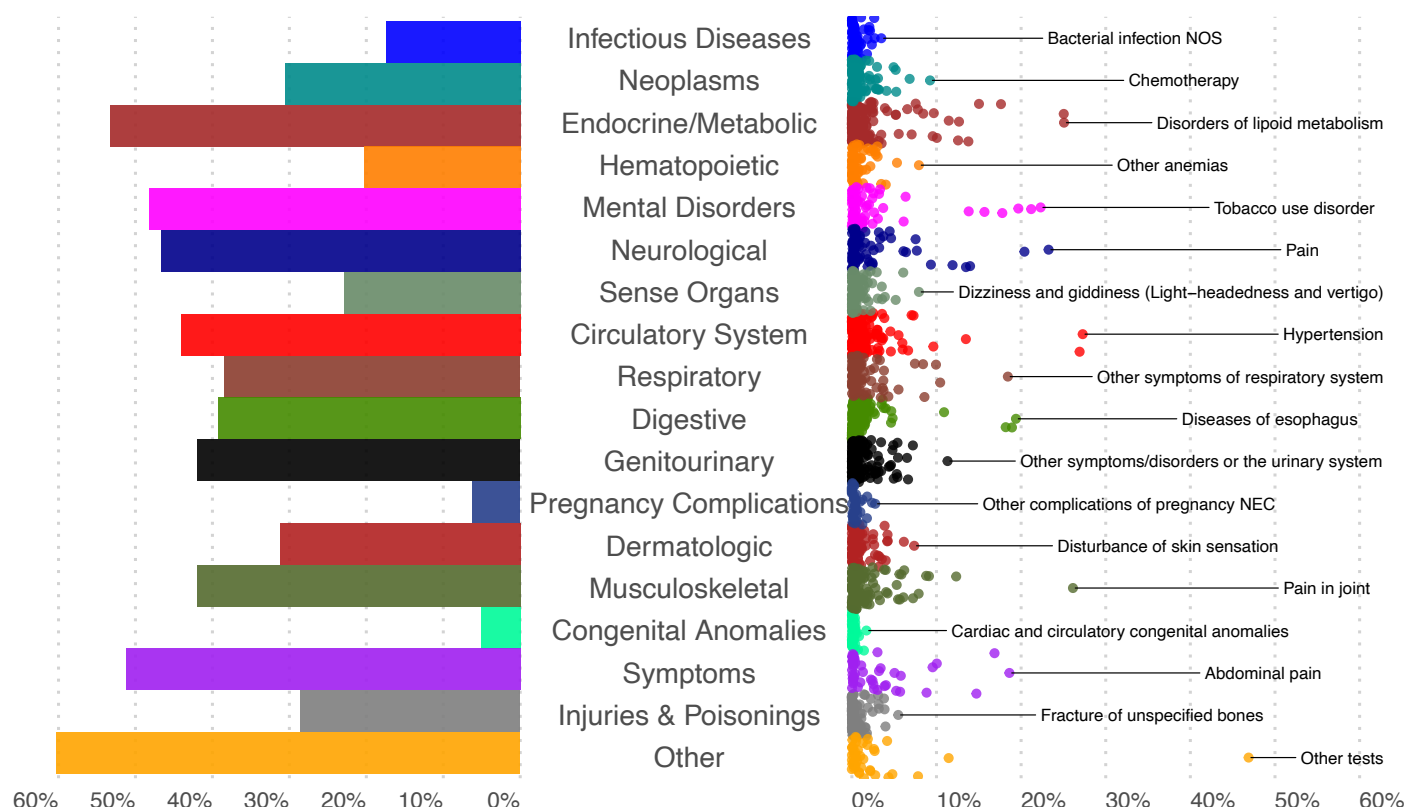 Infectious Diseases Bacterial infection NOS
Neoplasms Chemotherapy
Endocrine/Metabolic Disorders of lipoid metabolism
Hematopoietic Other anemias
Mental Disorders Tobacco use disorder
Neurological Pain
Sense Organs Dizziness and giddiness (Light−headedness and vertigo)
Circulatory System Hypertension
Respiratory Other symptoms of respiratory system
Digestive Diseases of esophagus
Genitourinary Other symptoms/disorders or the urinary system
Pregnancy Complications Other complications of pregnancy NEC
Dermatologic Disturbance of skin sensation
Musculoskeletal Pain in joint
Congenital Anomalies Cardiac and circulatory congenital anomalies
Symptoms Abdominal pain
Injuries & Poisonings Fracture of unspecified bones
Other Other tests
60% 50% 40% 30% 20% 10% 0% 0% 10% 20% 30% 40% 50% 60%